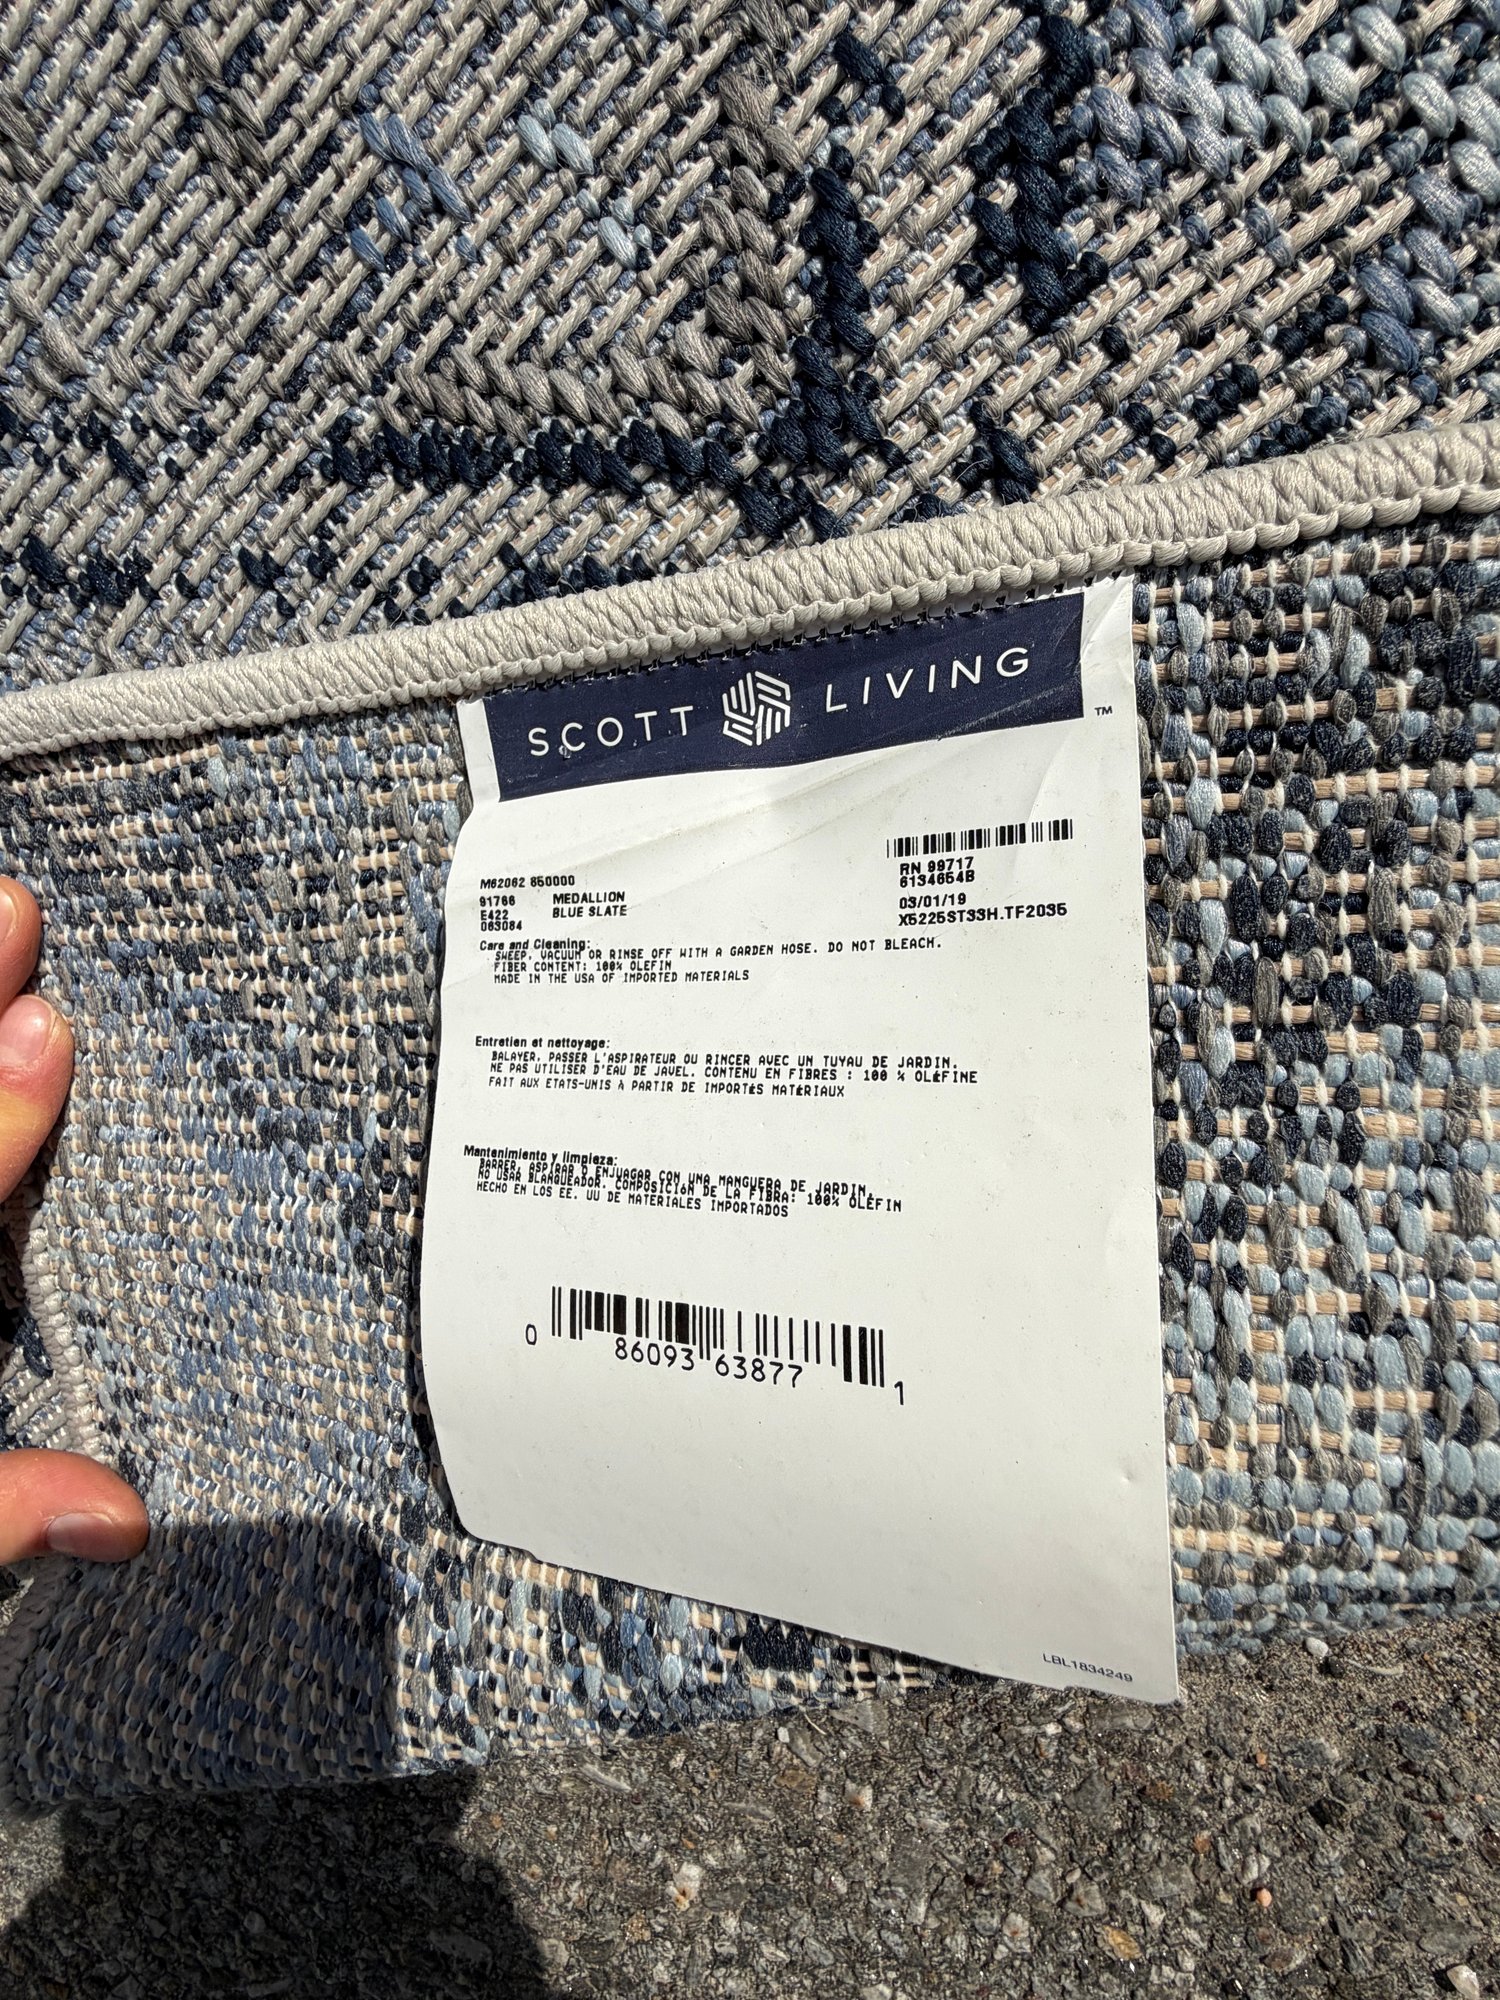 SCOTT LIVING ™
RN 99717
6134654B
03/01/19
X5225ST33H.TF2035
M62062 850000
91766 MEDALLION
E422 BLUE SLATE
063084
Care and Cleaning:
SWEEP, VACUUM OR RINSE OFF WITH A GARDEN HOSE. DO NOT BLEACH.
FIBER CONTENT: 100% OLEFIN
MADE IN THE USA OF IMPORTED MATERIALS
Entretien et nettoyage:
BALAYER, PASSER L'ASPIRATEUR OU RINCER AVEC UN TUYAU DE JARDIN.
NE PAS UTILISER D'EAU DE JAVEL. CONTENU EN FIBRES : 100 % OLÉFINE
FAIT AUX ETATS-UNIS À PARTIR DE IMPORTÉS MATÉRIAUX
Mantenimiento y limpieza:
BARRER, ASPIRAR O ENJUAGAR CON UNA MANGUERA DE JARDIN.
NO USAR BLANQUEADOR. COMPOSICIÓN DE LA FIBRA: 100% OLEFIN
HECHO EN LOS EE. UU DE MATERIALES IMPORTADOS
0 86093 63877 1
LBL1834249